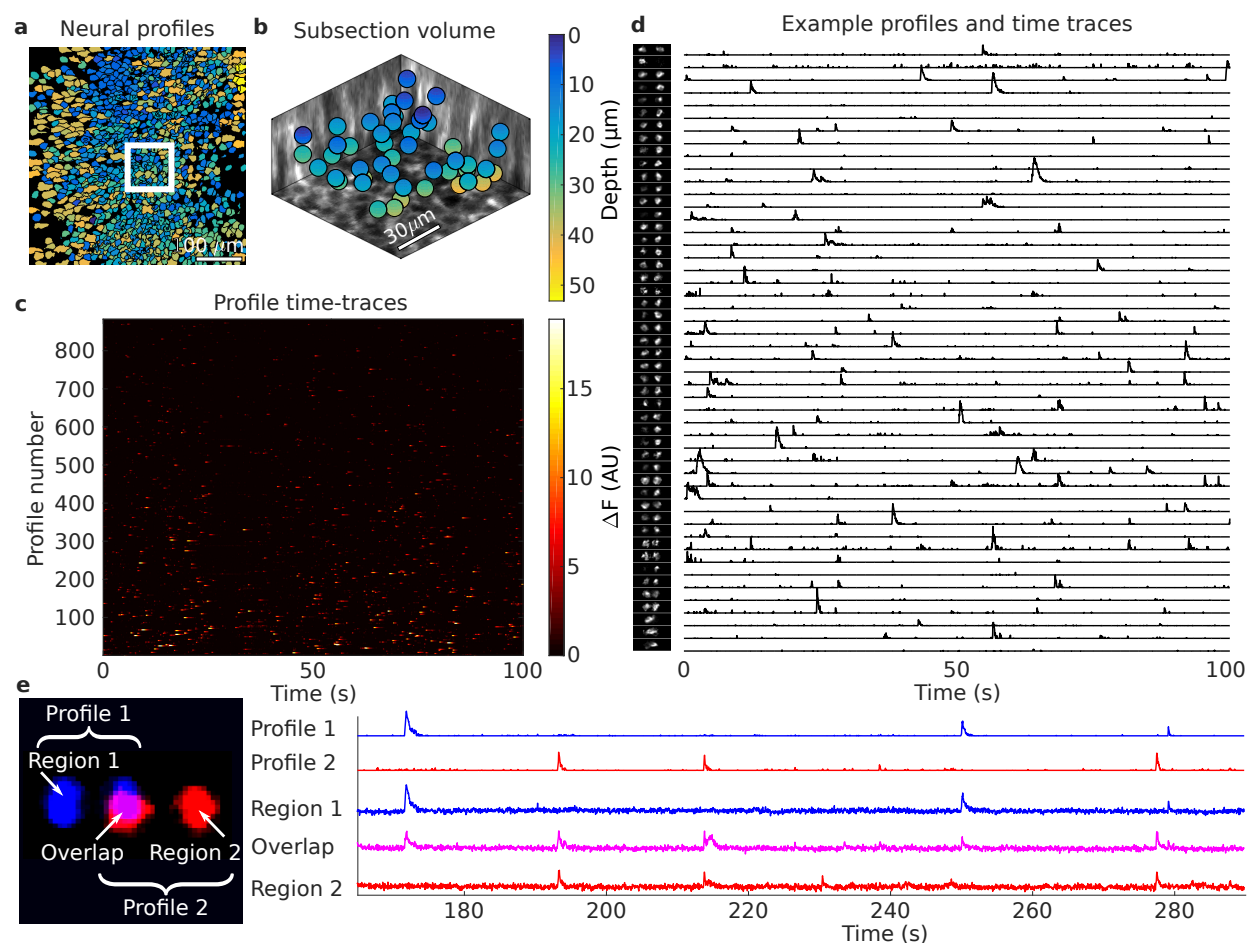 a Neural profiles
100 μm
b Subsection volume
30μm
0
10
20
30
40
50
Depth (μm)
c Profile time-traces
Profile number
800
700
600
500
400
300
200
100
0 50 100
Time (s)
15
10
5
0
ΔF (AU)
d Example profiles and time traces
0 50 100
Time (s)
e
Profile 1
Region 1
Overlap Region 2
Profile 2
Profile 1
Profile 2
Region 1
Overlap
Region 2
180 200 220 240 260 280
Time (s)